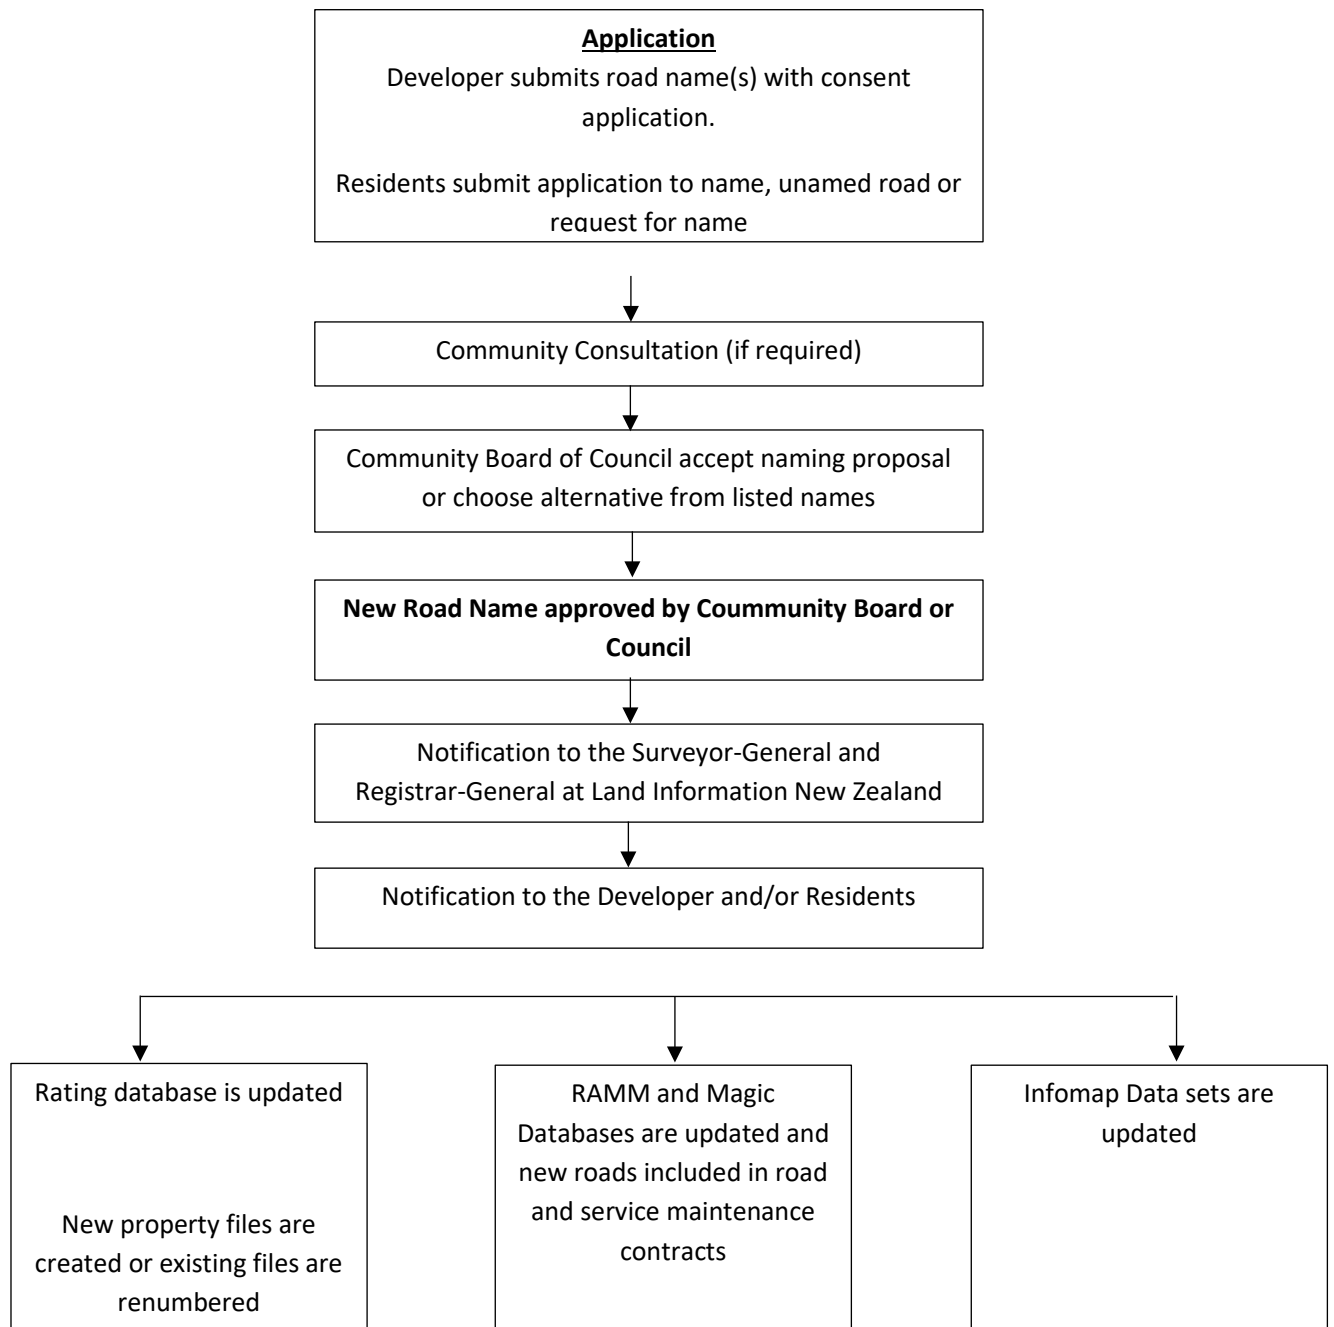 Application
Developer submits road name(s) with consent
application.
Residents submit application to name, unamed road or
request for name
Community Consultation (if required)
Community Board of Council accept naming proposal
or choose alternative from listed names
New Road Name approved by Coummunity Board or
Council
Notification to the Surveyor-General and
Registrar-General at Land Information New Zealand
Notification to the Developer and/or Residents
Rating database is updated
New property files are
created or existing files are
renumbered
RAMM and Magic
Databases are updated and
new roads included in road
and service maintenance
contracts
Infomap Data sets are
updated